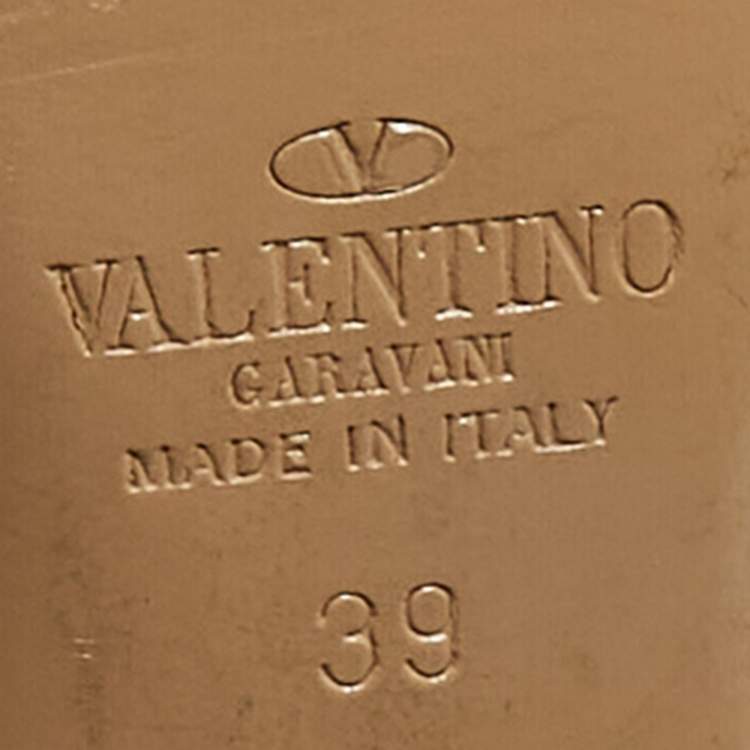 V
VALENTINO
GARAVANI
MADE IN ITALY
39